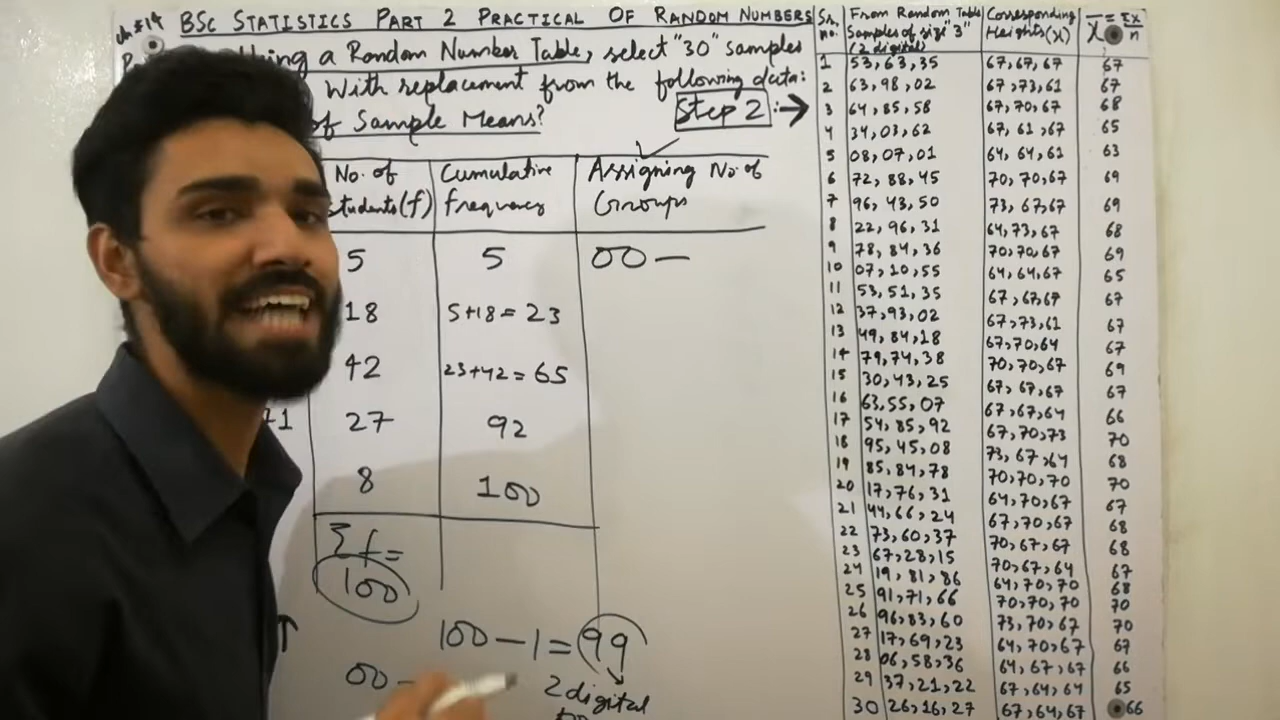 Ch #14
BSc STATISTICS PART 2 PRACTICAL OF RANDOM NUMBERS
Using a Random Number Table, select "30" samples
With replacement from the following data:
of Sample Means?
Step 2 :→
No. of Students(f) | Cumulative frequency | Assigning No. of Groups
5 | 5 | 00 —
18 | 5+18 = 23
42 | 23+42 = 65
71 | 27 | 92
8 | 100
Σf = 100
100 — 1 = 99
00 -
2 digital
Sr. no. | From Random Table Samples of size "3" (2 digital) | Corresponding Heights (x) | x̄ = Σx/n
1 | 53, 63, 35 | 67, 67, 67 | 67
2 | 63, 98, 02 | 67, 73, 61 | 67
3 | 64, 85, 58 | 67, 70, 67 | 68
4 | 34, 03, 62 | 67, 61, 67 | 65
5 | 08, 07, 01 | 64, 64, 61 | 63
6 | 72, 88, 45 | 70, 70, 67 | 69
7 | 96, 43, 50 | 73, 67, 67 | 69
8 | 22, 96, 31 | 64, 73, 67 | 68
9 | 78, 84, 36 | 70, 70, 67 | 69
10 | 07, 10, 55 | 64, 64, 67 | 65
11 | 53, 51, 35 | 67, 67, 67 | 67
12 | 37, 93, 02 | 67, 73, 61 | 67
13 | 49, 84, 18 | 67, 70, 64 | 67
14 | 79, 74, 38 | 70, 70, 67 | 69
15 | 30, 43, 25 | 67, 67, 67 | 67
16 | 63, 55, 07 | 67, 67, 64 | 66
17 | 54, 85, 92 | 67, 70, 73 | 70
18 | 95, 45, 08 | 73, 67, 64 | 68
19 | 85, 84, 78 | 70, 70, 70 | 70
20 | 17, 76, 31 | 64, 70, 67 | 67
21 | 44, 66, 24 | 67, 70, 67 | 68
22 | 73, 60, 37 | 70, 67, 67 | 68
23 | 67, 28, 15 | 70, 67, 64 | 67
24 | 19, 81, 86 | 64, 70, 70 | 68
25 | 91, 71, 66 | 70, 70, 70 | 70
26 | 96, 83, 60 | 73, 70, 67 | 70
27 | 17, 69, 23 | 64, 70, 67 | 67
28 | 06, 58, 36 | 64, 67, 67 | 66
29 | 37, 21, 22 | 67, 64, 64 | 65
30 | 26, 16, 27 | 67, 64, 67 | 66